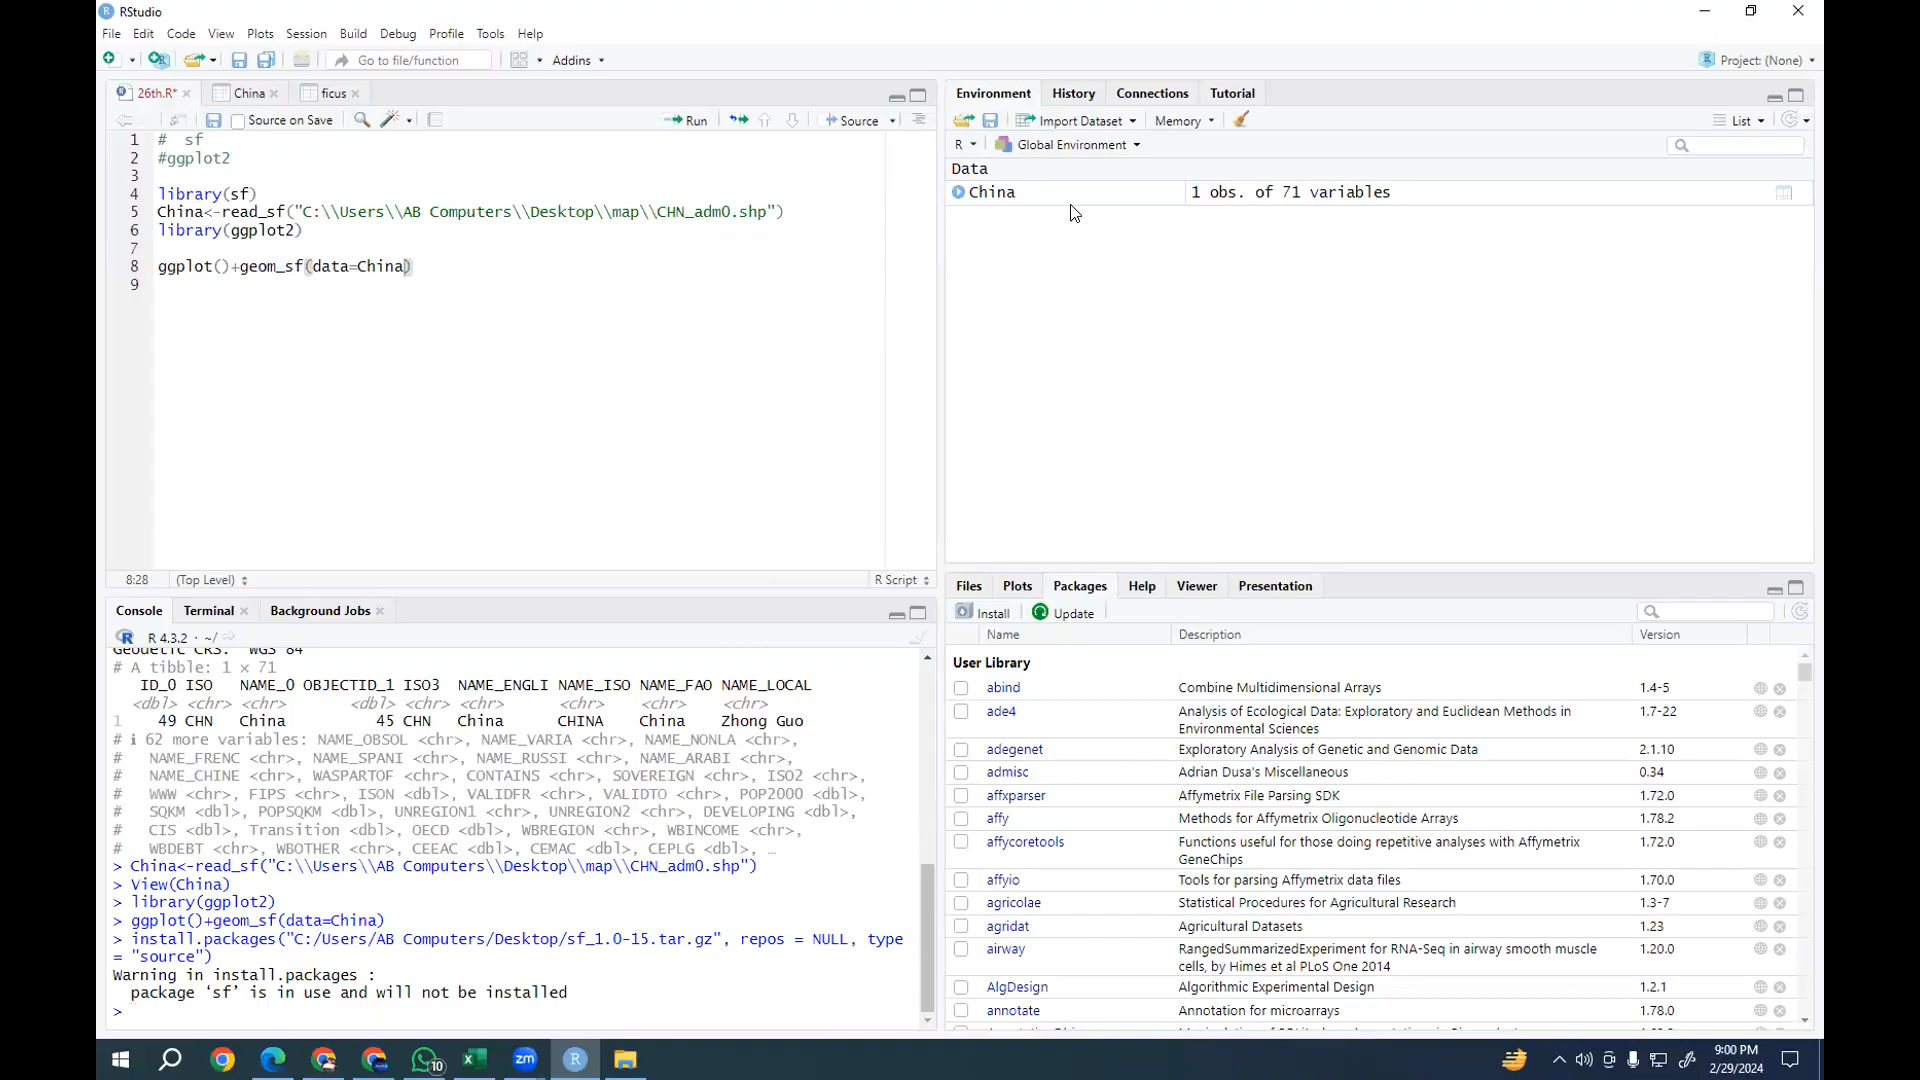 RStudio
File Edit Code View Plots Session Build Debug Profile Tools Help
Go to file/function
Addins
Project: (None)
26th.R*
China
ficus
Source on Save
Run
Source
1 # sf
2 #ggplot2
3
4 library(sf)
5 China<-read_sf("C:\\Users\\AB Computers\\Desktop\\map\\CHN_adm0.shp")
6 library(ggplot2)
7
8 ggplot()+geom_sf(data=China)
9
8:28 (Top Level) R Script
Console Terminal Background Jobs
R 4.3.2 · ~/
Geodetic CRS: WGS 84
# A tibble: 1 × 71
ID_0 ISO NAME_0 OBJECTID_1 ISO3 NAME_ENGLI NAME_ISO NAME_FAO NAME_LOCAL
<dbl> <chr> <chr> <dbl> <chr> <chr> <chr> <chr> <chr>
1 49 CHN China 45 CHN China CHINA China Zhong Guo
# ℹ 62 more variables: NAME_OBSOL <chr>, NAME_VARIA <chr>, NAME_NONLA <chr>,
# NAME_FRENC <chr>, NAME_SPANI <chr>, NAME_RUSSI <chr>, NAME_ARABI <chr>,
# NAME_CHINE <chr>, WASPARTOF <chr>, CONTAINS <chr>, SOVEREIGN <chr>, ISO2 <chr>,
# WWW <chr>, FIPS <chr>, ISON <dbl>, VALIDFR <chr>, VALIDTO <chr>, POP2000 <dbl>,
# SQKM <dbl>, POPSQKM <dbl>, UNREGION1 <chr>, UNREGION2 <chr>, DEVELOPING <dbl>,
# CIS <dbl>, Transition <dbl>, OECD <dbl>, WBREGION <chr>, WBINCOME <chr>,
# WBDEBT <chr>, WBOTHER <chr>, CEEAC <dbl>, CEMAC <dbl>, CEPLG <dbl>, …
> China<-read_sf("C:\\Users\\AB Computers\\Desktop\\map\\CHN_adm0.shp")
> View(China)
> library(ggplot2)
> ggplot()+geom_sf(data=China)
> install.packages("C:/Users/AB Computers/Desktop/sf_1.0-15.tar.gz", repos = NULL, type
= "source")
Warning in install.packages :
package ‘sf’ is in use and will not be installed
>
Environment History Connections Tutorial
Import Dataset Memory List
R Global Environment
Data
China 1 obs. of 71 variables
Files Plots Packages Help Viewer Presentation
Install Update
Name Description Version
User Library
abind Combine Multidimensional Arrays 1.4-5
ade4 Analysis of Ecological Data: Exploratory and Euclidean Methods in 1.7-22
Environmental Sciences
adegenet Exploratory Analysis of Genetic and Genomic Data 2.1.10
admisc Adrian Dusa's Miscellaneous 0.34
affxparser Affymetrix File Parsing SDK 1.72.0
affy Methods for Affymetrix Oligonucleotide Arrays 1.78.2
affycoretools Functions useful for those doing repetitive analyses with Affymetrix 1.72.0
GeneChips
affyio Tools for parsing Affymetrix data files 1.70.0
agricolae Statistical Procedures for Agricultural Research 1.3-7
agridat Agricultural Datasets 1.23
airway RangedSummarizedExperiment for RNA-Seq in airway smooth muscle 1.20.0
cells, by Himes et al PLoS One 2014
AlgDesign Algorithmic Experimental Design 1.2.1
annotate Annotation for microarrays 1.78.0
10
zm
R
9:00 PM
2/29/2024